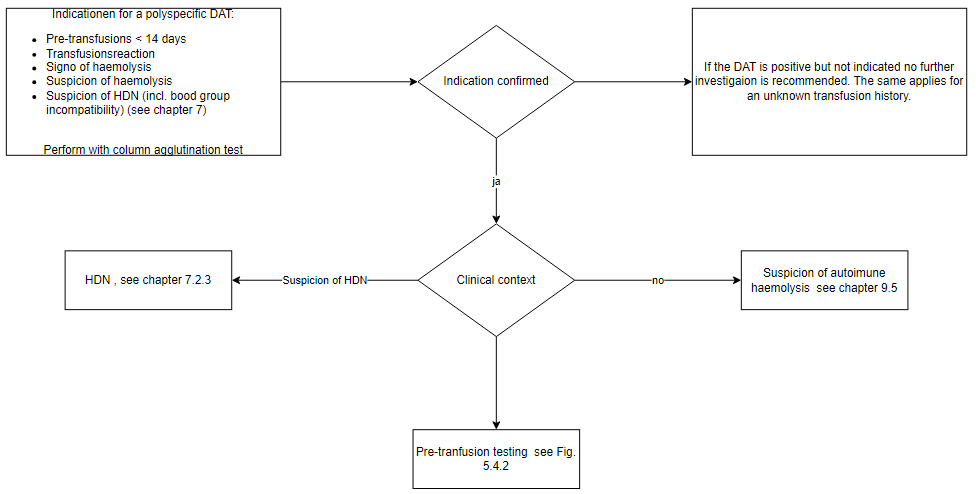 Indicationen for a polyspecific DAT:
Pre-transfusions < 14 days
Transfusionsreaction
Signo of haemolysis
Suspicion of haemolysis
Suspicion of HDN (incl. bood group
incompatibility) (see chapter 7)
Perform with column agglutination test
Indication confirmed
If the DAT is positive but not indicated no further
investigaion is recommended. The same applies for
an unknown transfusion history.
ja
HDN , see chapter 7.2.3
Suspicion of HDN
Clinical context
no
Suspicion of autoimune
haemolysis see chapter 9.5
Pre-tranfusion testing see Fig.
5.4.2